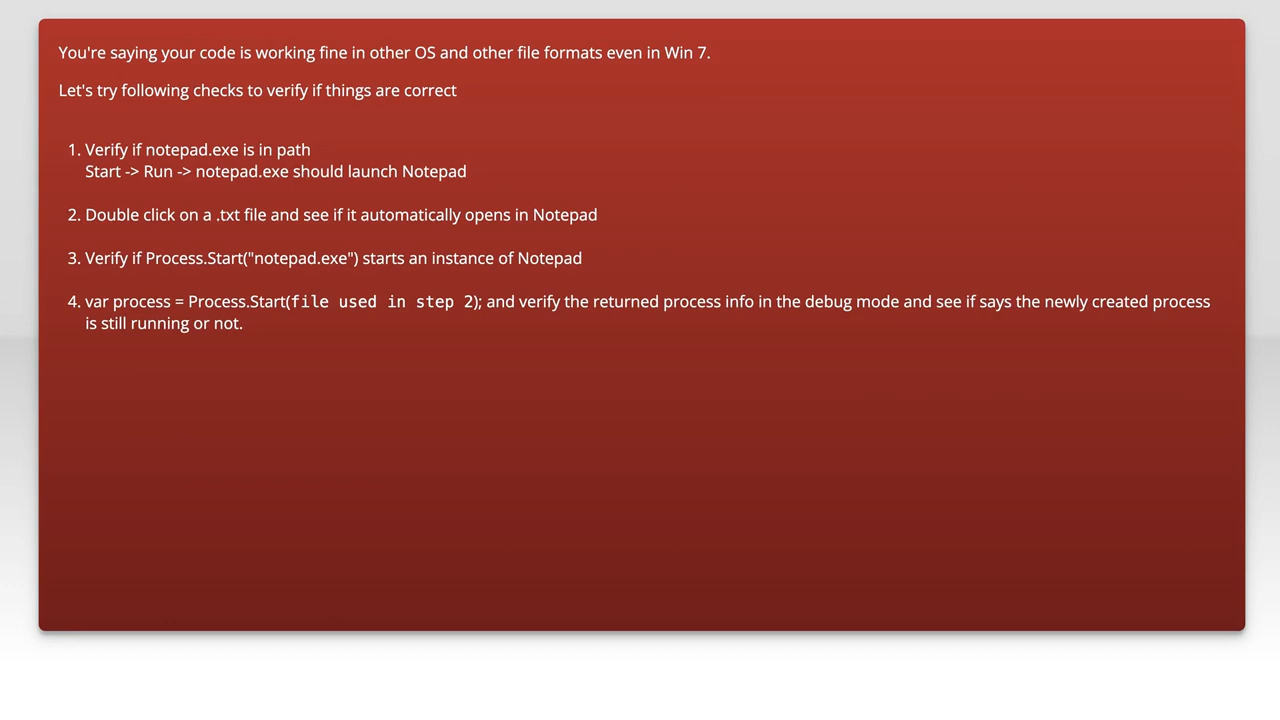 You're saying your code is working fine in other OS and other file formats even in Win 7.
Let's try following checks to verify if things are correct
1. Verify if notepad.exe is in path
Start -> Run -> notepad.exe should launch Notepad
2. Double click on a .txt file and see if it automatically opens in Notepad
3. Verify if Process.Start("notepad.exe") starts an instance of Notepad
4. var process = Process.Start(file used in step 2); and verify the returned process info in the debug mode and see if says the newly created process
is still running or not.